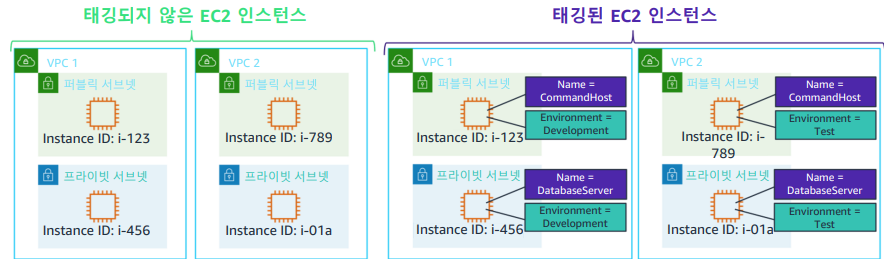 태깅되지 않은 EC2 인스턴스
VPC 1
퍼블릭 서브넷
Instance ID: i-123
프라이빗 서브넷
Instance ID: i-456
VPC 2
퍼블릭 서브넷
Instance ID: i-789
프라이빗 서브넷
Instance ID: i-01a
태깅된 EC2 인스턴스
VPC 1
퍼블릭 서브넷
Name =
CommandHost
Environment =
Development
Instance ID: i-123
프라이빗 서브넷
Name =
DatabaseServer
Environment =
Development
Instance ID: i-456
VPC 2
퍼블릭 서브넷
Name =
CommandHost
Environment =
Test
Instance ID: i-
789
프라이빗 서브넷
Name =
DatabaseServer
Environment =
Test
Instance ID: i-01a